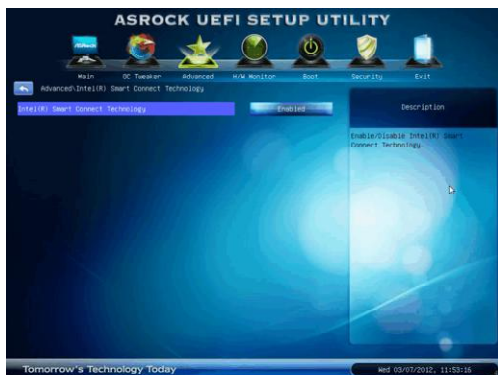 ASROCK UEFI SETUP UTILITY
ASRock
Main OC Tweaker Advanced H/W Monitor Boot Security Exit
Advanced\Intel(R) Smart Connect Technology
Intel(R) Smart Connect Technology Enabled
Description
Enable/Disable Intel(R) Smart
Connect Technology.
Tomorrow's Technology Today
Wed 03/07/2012, 11:53:16